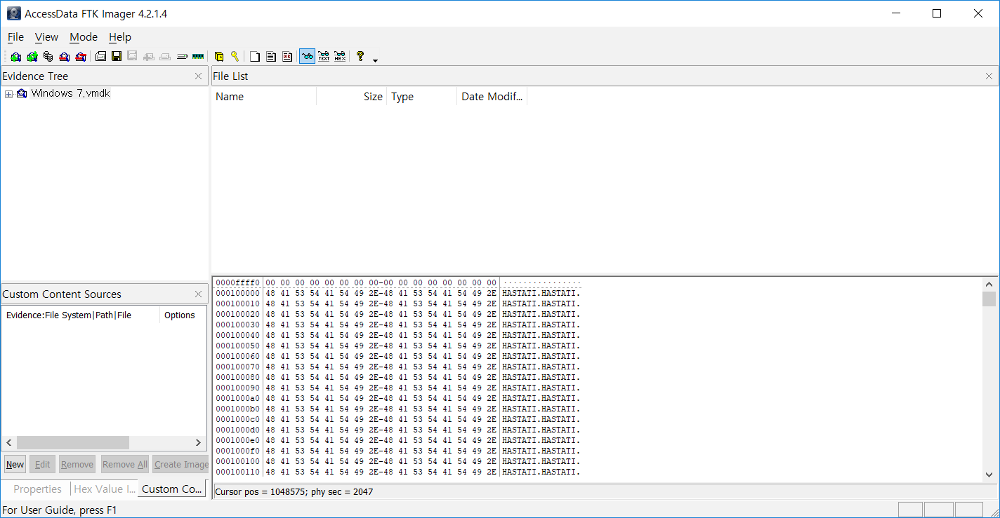 AccessData FTK Imager 4.2.1.4
File View Mode Help
TEXT HEX
Evidence Tree
File List
Windows 7.vmdk
Name Size Type Date Modif...
Custom Content Sources
Evidence:File System|Path|File Options
New Edit Remove Remove All Create Image
Properties Hex Value I... Custom Co...
0000ffff0 00 00 00 00 00 00 00 00-00 00 00 00 00 00 00 00 ················
000100000 48 41 53 54 41 54 49 2E-48 41 53 54 41 54 49 2E HASTATI.HASTATI.
000100010 48 41 53 54 41 54 49 2E-48 41 53 54 41 54 49 2E HASTATI.HASTATI.
000100020 48 41 53 54 41 54 49 2E-48 41 53 54 41 54 49 2E HASTATI.HASTATI.
000100030 48 41 53 54 41 54 49 2E-48 41 53 54 41 54 49 2E HASTATI.HASTATI.
000100040 48 41 53 54 41 54 49 2E-48 41 53 54 41 54 49 2E HASTATI.HASTATI.
000100050 48 41 53 54 41 54 49 2E-48 41 53 54 41 54 49 2E HASTATI.HASTATI.
000100060 48 41 53 54 41 54 49 2E-48 41 53 54 41 54 49 2E HASTATI.HASTATI.
000100070 48 41 53 54 41 54 49 2E-48 41 53 54 41 54 49 2E HASTATI.HASTATI.
000100080 48 41 53 54 41 54 49 2E-48 41 53 54 41 54 49 2E HASTATI.HASTATI.
000100090 48 41 53 54 41 54 49 2E-48 41 53 54 41 54 49 2E HASTATI.HASTATI.
0001000a0 48 41 53 54 41 54 49 2E-48 41 53 54 41 54 49 2E HASTATI.HASTATI.
0001000b0 48 41 53 54 41 54 49 2E-48 41 53 54 41 54 49 2E HASTATI.HASTATI.
0001000c0 48 41 53 54 41 54 49 2E-48 41 53 54 41 54 49 2E HASTATI.HASTATI.
0001000d0 48 41 53 54 41 54 49 2E-48 41 53 54 41 54 49 2E HASTATI.HASTATI.
0001000e0 48 41 53 54 41 54 49 2E-48 41 53 54 41 54 49 2E HASTATI.HASTATI.
0001000f0 48 41 53 54 41 54 49 2E-48 41 53 54 41 54 49 2E HASTATI.HASTATI.
000100100 48 41 53 54 41 54 49 2E-48 41 53 54 41 54 49 2E HASTATI.HASTATI.
000100110 48 41 53 54 41 54 49 2E-48 41 53 54 41 54 49 2E HASTATI.HASTATI.
Cursor pos = 1048575; phy sec = 2047
For User Guide, press F1